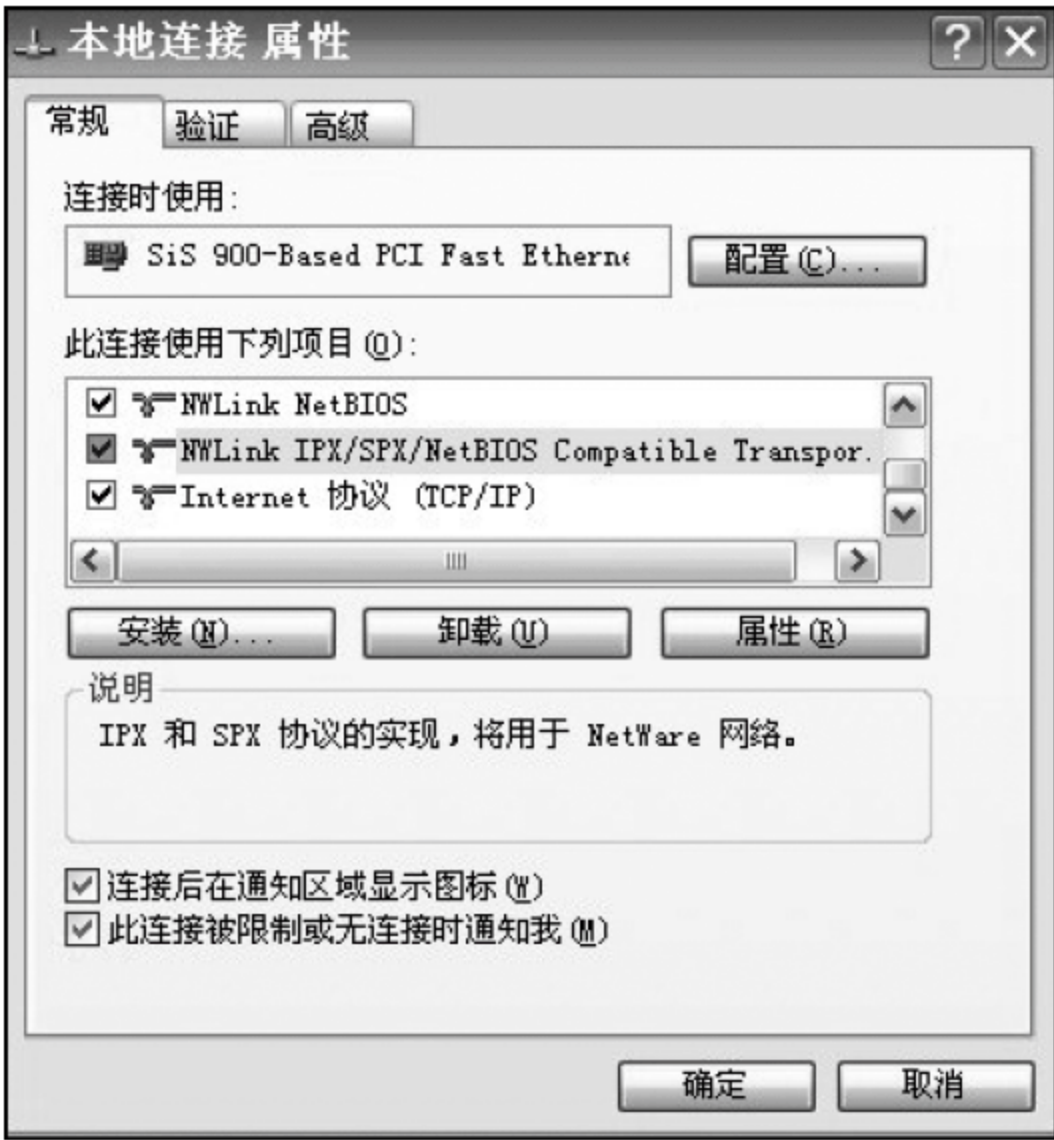 本地连接 属性
常规
验证
高级
连接时使用:
SiS 900-Based PCI Fast Etherne
配置(C)...
此连接使用下列项目(O):
NWLink NetBIOS
NWLink IPX/SPX/NetBIOS Compatible Transpor.
Internet 协议 (TCP/IP)
安装(N)...
卸载(U)
属性(R)
说明
IPX 和 SPX 协议的实现，将用于 NetWare 网络。
连接后在通知区域显示图标(W)
此连接被限制或无连接时通知我(M)
确定
取消